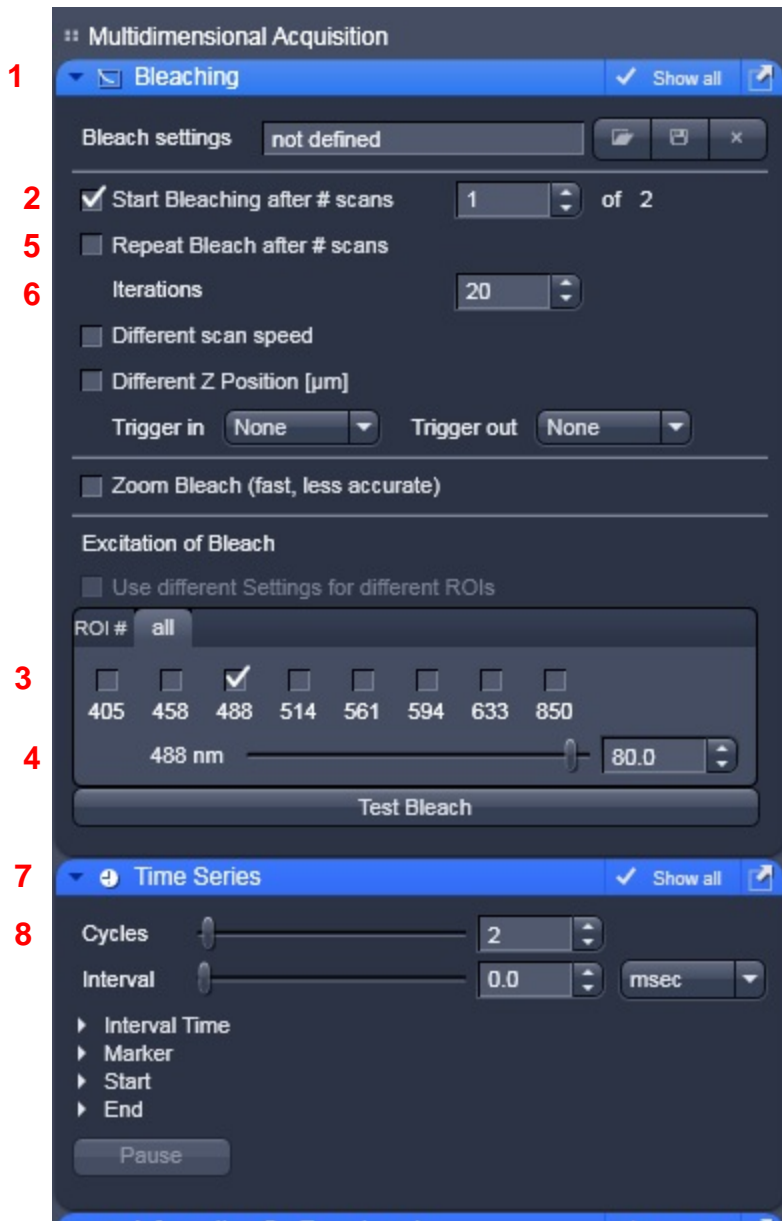 Multidimensional Acquisition
1 Bleaching Show all
Bleach settings not defined
2 Start Bleaching after # scans 1 of 2
5 Repeat Bleach after # scans
6 Iterations 20
Different scan speed
Different Z Position [µm]
Trigger in None Trigger out None
Zoom Bleach (fast, less accurate)
Excitation of Bleach
Use different Settings for different ROIs
ROI # all
3
405 458 488 514 561 594 633 850
4 488 nm 80.0
Test Bleach
7 Time Series Show all
8 Cycles 2
Interval 0.0 msec
Interval Time
Marker
Start
End
Pause